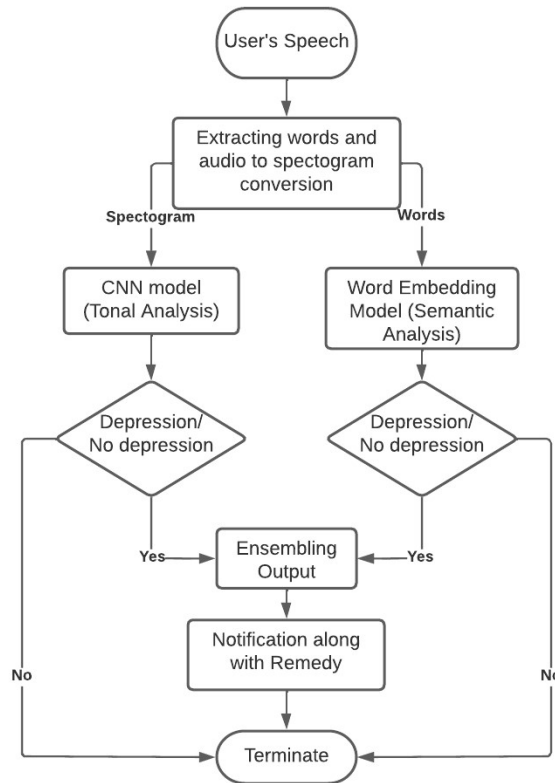 User's Speech
Extracting words and
audio to spectogram
conversion
Spectogram
Words
CNN model
(Tonal Analysis)
Word Embedding
Model (Semantic
Analysis)
Depression/
No depression
Depression/
No depression
Yes
Ensembling
Output
Yes
Notification along
with Remedy
No
No
Terminate